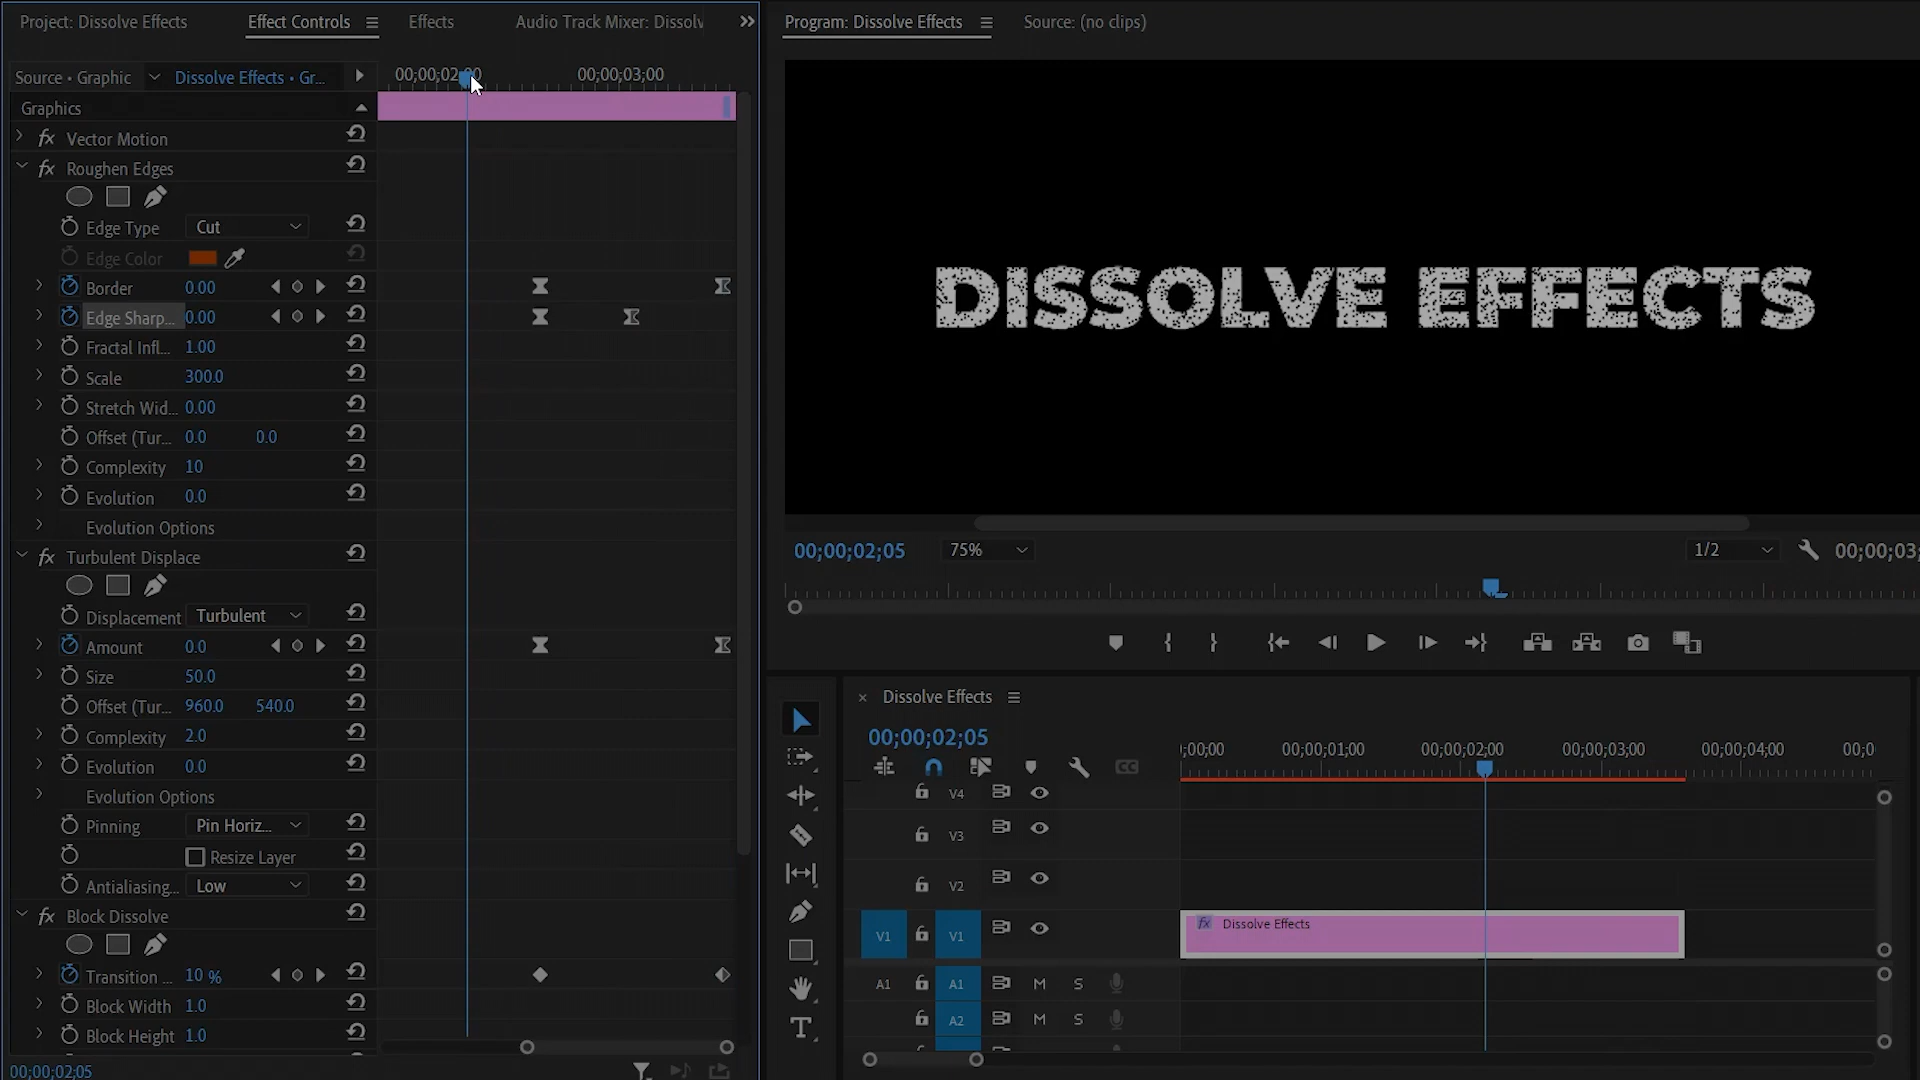 Project: Dissolve Effects
Effect Controls
Effects
Audio Track Mixer: Dissolv
Program: Dissolve Effects
Source: (no clips)
Source • Graphic
Dissolve Effects • Gr...
00;00;02;00
00;00;03;00
Graphics
fx Vector Motion
fx Roughen Edges
Edge Type Cut
Edge Color
Border 0.00
Edge Sharp... 0.00
Fractal Infl... 1.00
Scale 300.0
Stretch Wid... 0.00
Offset (Tur... 0.0 0.0
Complexity 10
Evolution 0.0
Evolution Options
fx Turbulent Displace
Displacement Turbulent
Amount 0.0
Size 50.0
Offset (Tur... 960.0 540.0
Complexity 2.0
Evolution 0.0
Evolution Options
Pinning Pin Horiz...
Resize Layer
Antialiasing... Low
fx Block Dissolve
Transition ... 10 %
Block Width 1.0
Block Height 1.0
00;00;02;05
DISSOLVE EFFECTS
00;00;02;05
75%
1/2
00;00;03;
× Dissolve Effects
00;00;02;05
;00;00
00;00;01;00
00;00;02;00
00;00;03;00
00;00;04;00
00;0
CC
V4
V3
V2
V1 V1
fx Dissolve Effects
A1 A1 M S
A2 M S